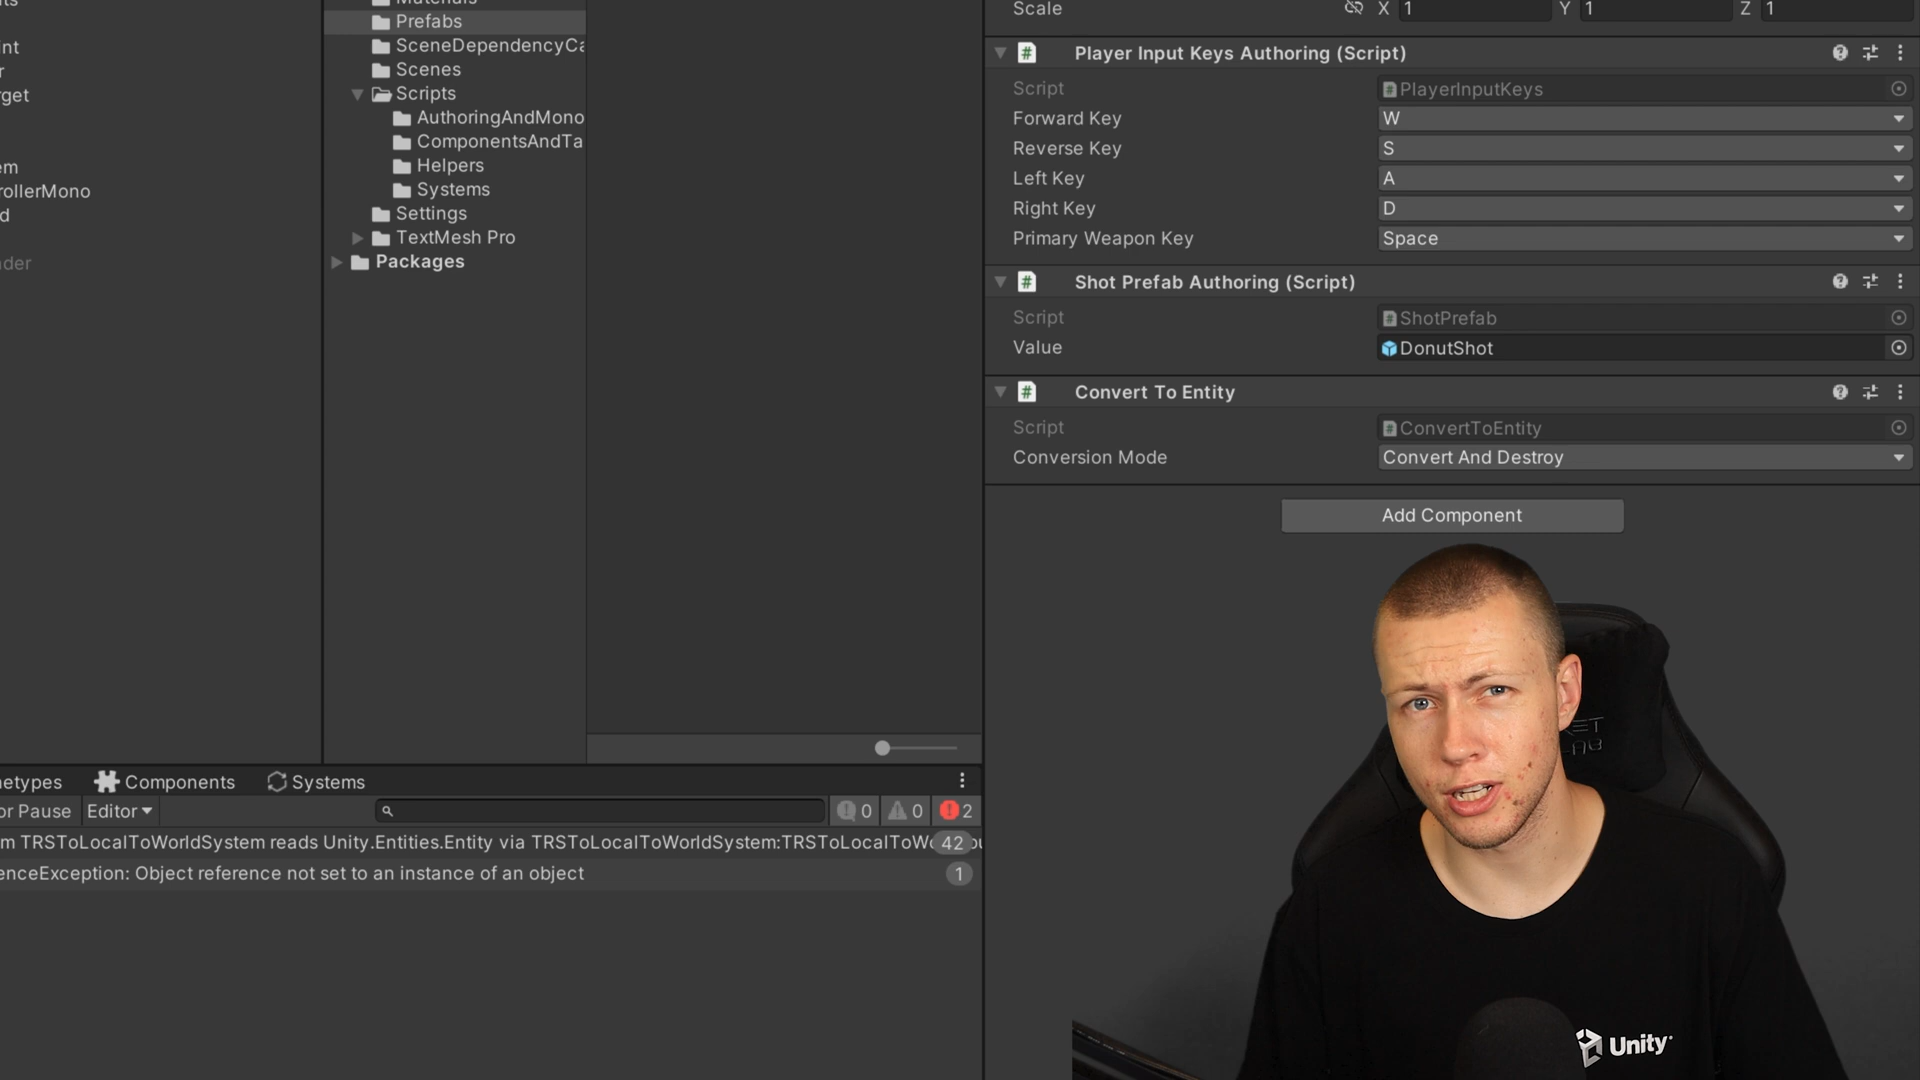 Prefabs
SceneDependencyCa
Scenes
Scripts
AuthoringAndMono
ComponentsAndTa
Helpers
Systems
Settings
TextMesh Pro
Packages
int
r
rget
em
rollerMono
d
der
Scale X 1 Y 1 Z 1
Player Input Keys Authoring (Script)
Script PlayerInputKeys
Forward Key W
Reverse Key S
Left Key A
Right Key D
Primary Weapon Key Space
Shot Prefab Authoring (Script)
Script ShotPrefab
Value DonutShot
Convert To Entity
Script ConvertToEntity
Conversion Mode Convert And Destroy
Add Component
etypes Components Systems
or Pause Editor 0 0 2
m TRSToLocalToWorldSystem reads Unity.Entities.Entity via TRSToLocalToWorldSystem:TRSToLocalToWo 42
enceException: Object reference not set to an instance of an object 1
Unity